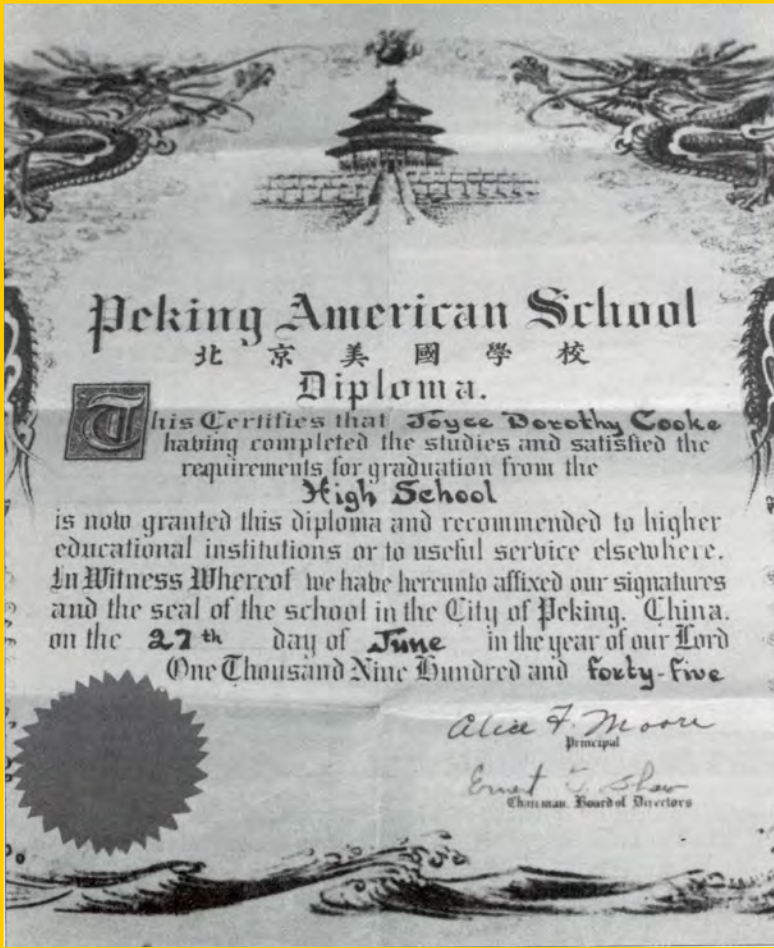 Peking American School
北京美國學校
Diploma.
This Certifies that Joyce Dorothy Cooke
having completed the studies and satisfied the
requirements for graduation from the
High School
is now granted this diploma and recommended to higher
educational institutions or to useful service elsewhere.
In Witness Whereof we have hereunto affixed our signatures
and the seal of the school in the City of Peking. China.
on the 27th day of June in the year of our Lord
One Thousand Nine Hundred and forty-five
Alice F. Moore
Principal
Ernest T. Shaw
Chairman, Board of Directors